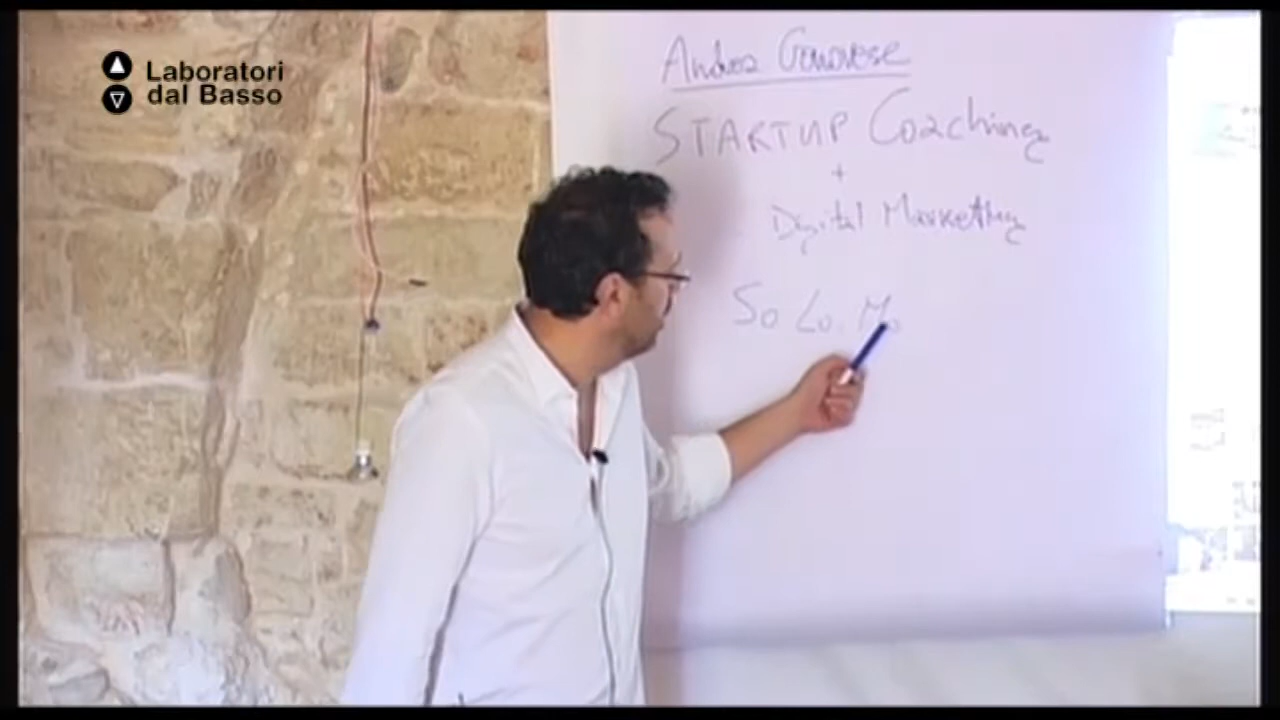 Laboratori
dal Basso
Andrea Genovese
STARTUP Coaching
+
Digital Marketing
So Lo. Mo